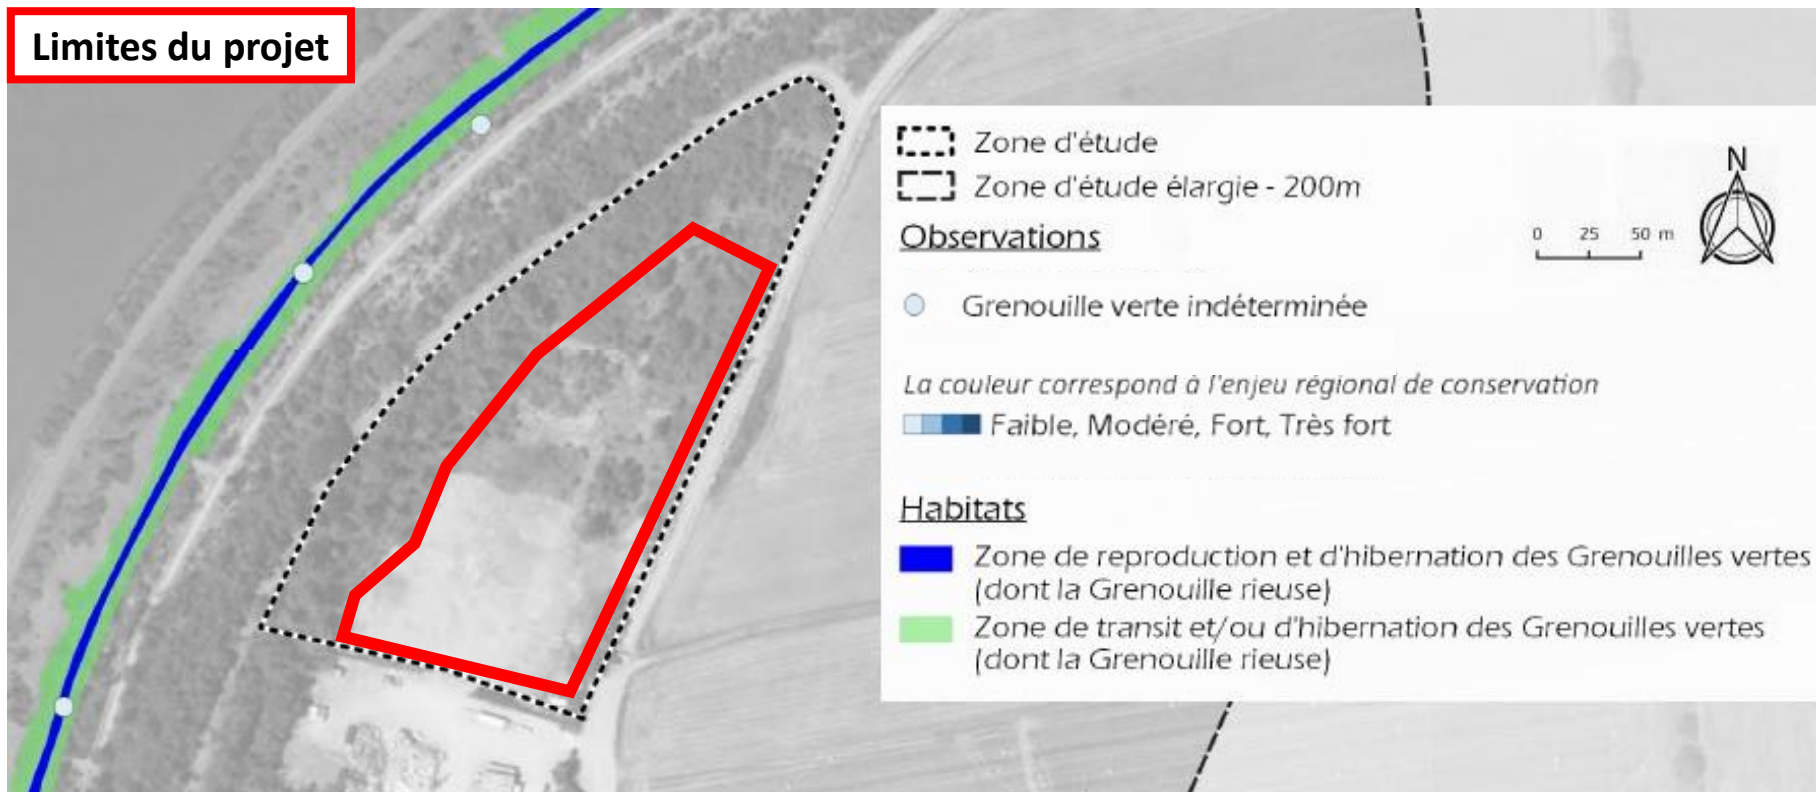 Limites du projet
Zone d'étude
Zone d'étude élargie - 200m
Observations
N
0 25 50 m
Grenouille verte indéterminée
La couleur correspond à l'enjeu régional de conservation
Faible, Modéré, Fort, Très fort
Habitats
Zone de reproduction et d'hibernation des Grenouilles vertes
(dont la Grenouille rieuse)
Zone de transit et/ou d'hibernation des Grenouilles vertes
(dont la Grenouille rieuse)